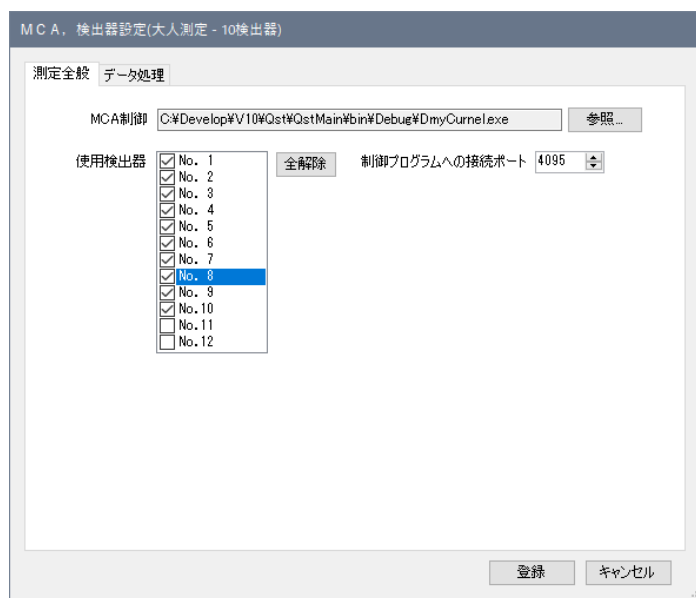 MCA, 検出器設定(大人測定 - 10検出器)
測定全般 データ処理
MCA制御 C:¥Develop¥V10¥Qst¥QstMain¥bin¥Debug¥DmyCurnel.exe 参照...
使用検出器 No. 1 全解除 制御プログラムへの接続ポート 4095
No. 2
No. 3
No. 4
No. 5
No. 6
No. 7
No. 8
No. 9
No.10
No.11
No.12
登録 キャンセル